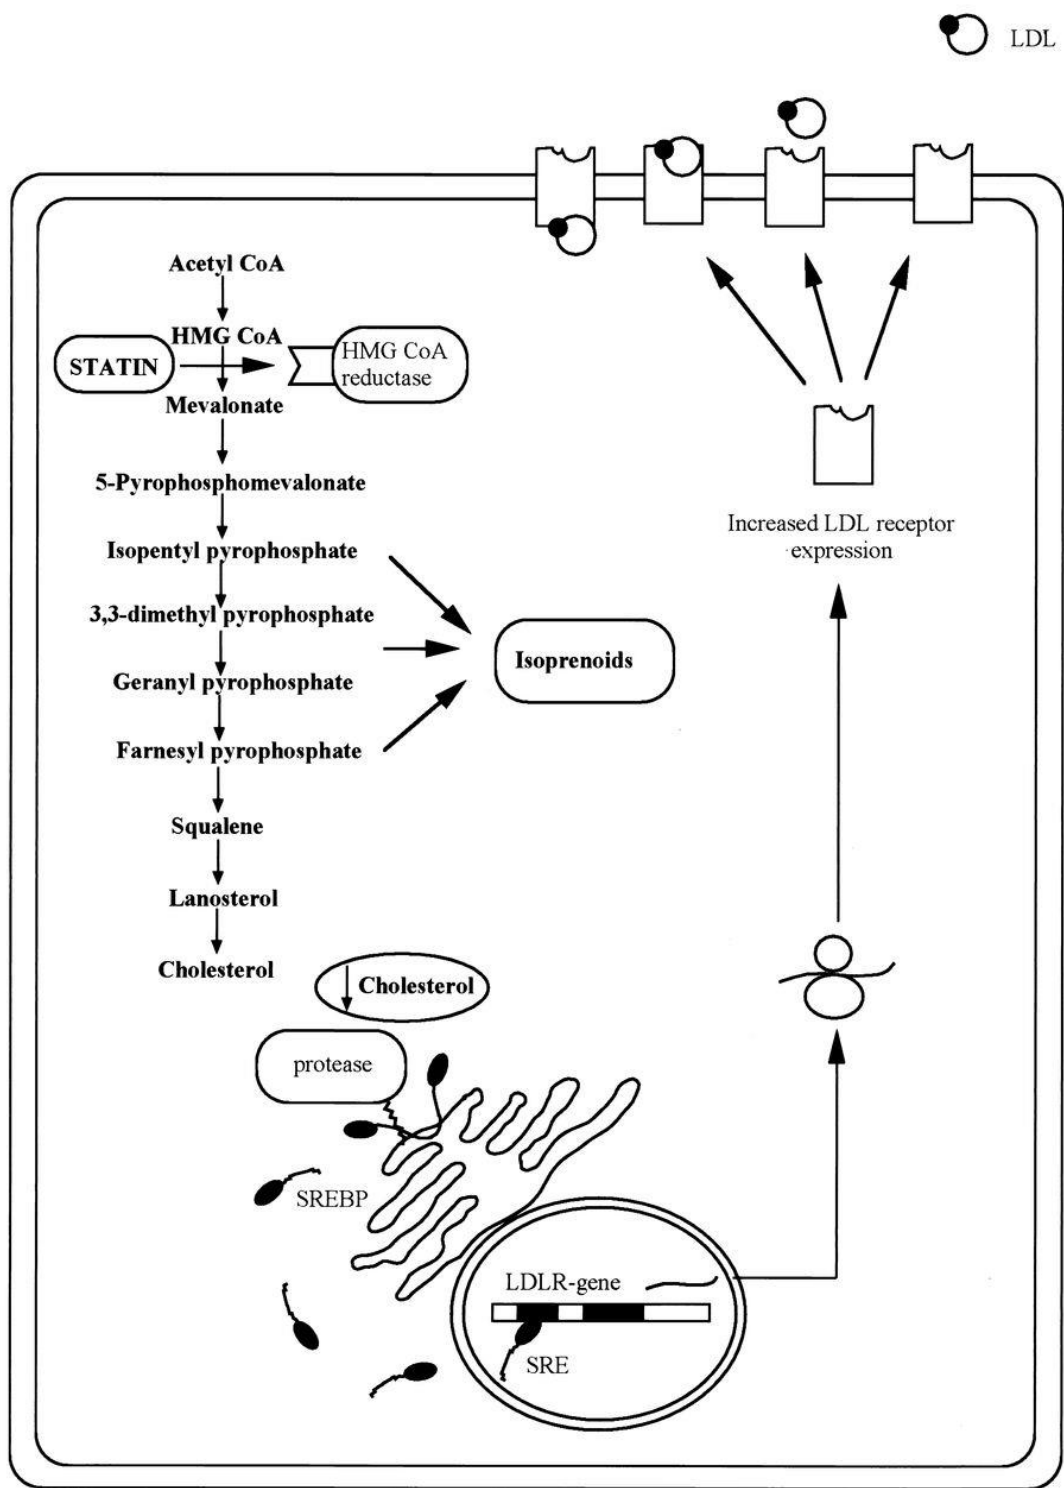 LDL
Acetyl CoA
HMG CoA
STATIN
HMG CoA
reductase
Mevalonate
5-Pyrophosphomevalonate
Isopentyl pyrophosphate
3,3-dimethyl pyrophosphate
Geranyl pyrophosphate
Farnesyl pyrophosphate
Squalene
Lanosterol
Cholesterol
Isoprenoids
Increased LDL receptor
expression
Cholesterol
protease
SREBP
LDLR-gene
SRE